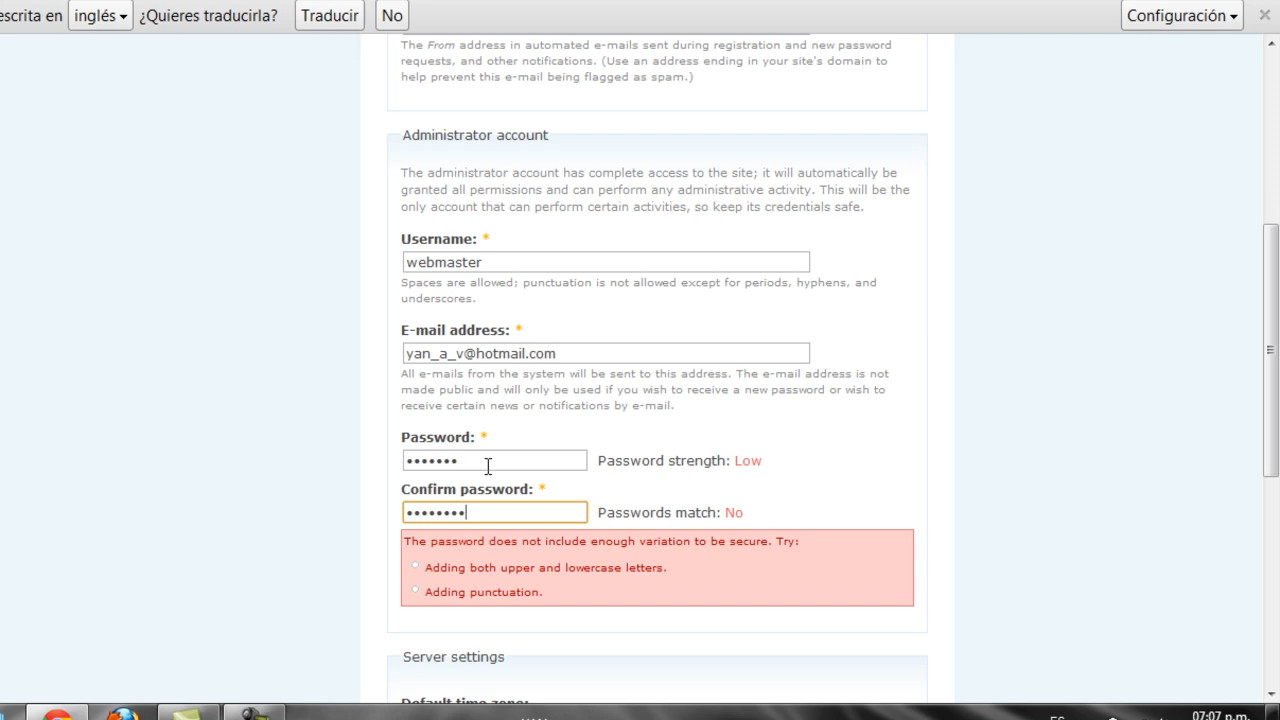 escrita en inglés ¿Quieres traducirla? Traducir No Configuración
The From address in automated e-mails sent during registration and new password
requests, and other notifications. (Use an address ending in your site's domain to
help prevent this e-mail being flagged as spam.)
Administrator account
The administrator account has complete access to the site; it will automatically be
granted all permissions and can perform any administrative activity. This will be the
only account that can perform certain activities, so keep its credentials safe.
Username: *
webmaster
Spaces are allowed; punctuation is not allowed except for periods, hyphens, and
underscores.
E-mail address: *
yan_a_v@hotmail.com
All e-mails from the system will be sent to this address. The e-mail address is not
made public and will only be used if you wish to receive a new password or wish to
receive certain news or notifications by e-mail.
Password: *
••••••• Password strength: Low
Confirm password: *
•••••••• Passwords match: No
The password does not include enough variation to be secure. Try:
Adding both upper and lowercase letters.
Adding punctuation.
Server settings
Default time zone:
07:07 p.m.